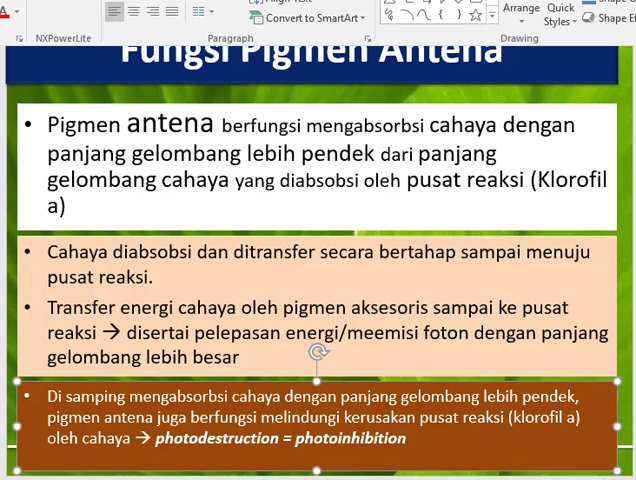 Align Text
Convert to SmartArt
Arrange
Quick
Styles
Shape
Shape Ef
A
NXPowerLite
Paragraph
Drawing
Fungsi Pigmen Antena
• Pigmen antena berfungsi mengabsorbsi cahaya dengan
panjang gelombang lebih pendek dari panjang
gelombang cahaya yang diabsobsi oleh pusat reaksi (Klorofil
a)
• Cahaya diabsobsi dan ditransfer secara bertahap sampai menuju
pusat reaksi.
• Transfer energi cahaya oleh pigmen aksesoris sampai ke pusat
reaksi → disertai pelepasan energi/meemisi foton dengan panjang
gelombang lebih besar
• Di samping mengabsorbsi cahaya dengan panjang gelombang lebih pendek,
pigmen antena juga berfungsi melindungi kerusakan pusat reaksi (klorofil a)
oleh cahaya → photodestruction = photoinhibition